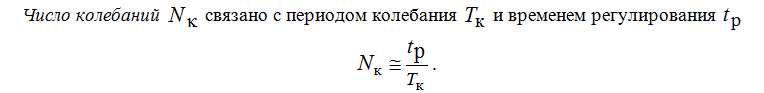 Число колебаний Nк связано с периодом колебания Tк и временем регулирования tр
Nк ≅ tр/Tк .